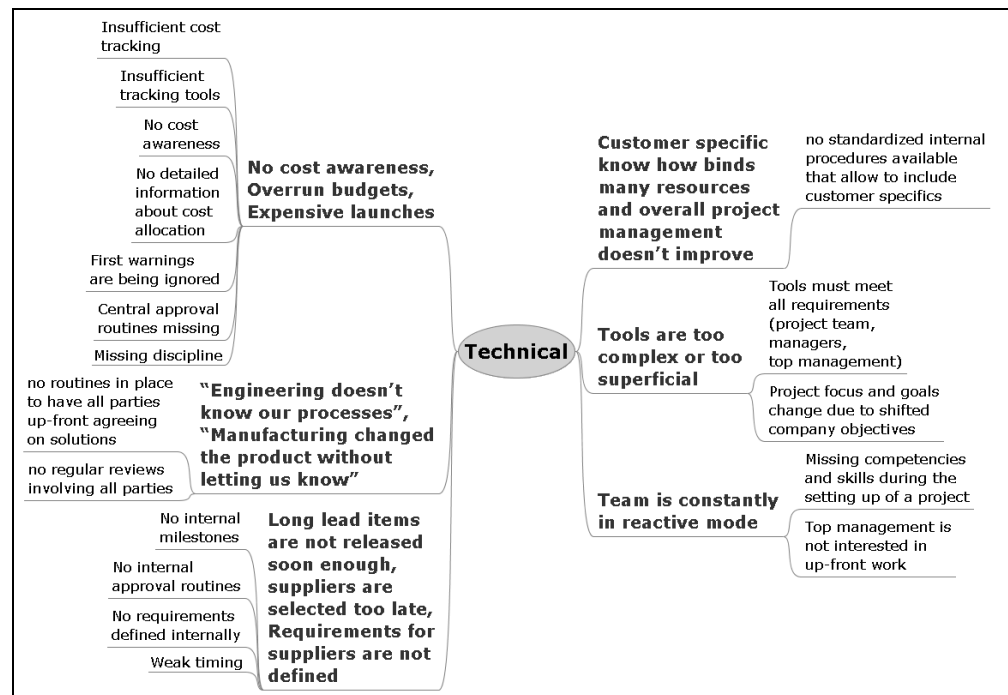 Insufficient cost
tracking
Insufficient
tracking tools
No cost
awareness
No detailed
information
about cost
allocation
First warnings
are being ignored
Central approval
routines missing
Missing discipline
No cost awareness,
Overrun budgets,
Expensive launches
no routines in place
to have all parties
up-front agreeing
on solutions
no regular reviews
involving all parties
“Engineering doesn’t
know our processes”,
“Manufacturing changed
the product without
letting us know”
No internal
milestones
No internal
approval routines
No requirements
defined internally
Weak timing
Long lead items
are not released
soon enough,
suppliers are
selected too late,
Requirements for
suppliers are not
defined
Technical
Customer specific
know how binds
many resources
and overall project
management
doesn’t improve
no standardized internal
procedures available
that allow to include
customer specifics
Tools are too
complex or too
superficial
Tools must meet
all requirements
(project team,
managers,
top management)
Project focus and goals
change due to shifted
company objectives
Team is constantly
in reactive mode
Missing competencies
and skills during the
setting up of a project
Top management is
not interested in
up-front work